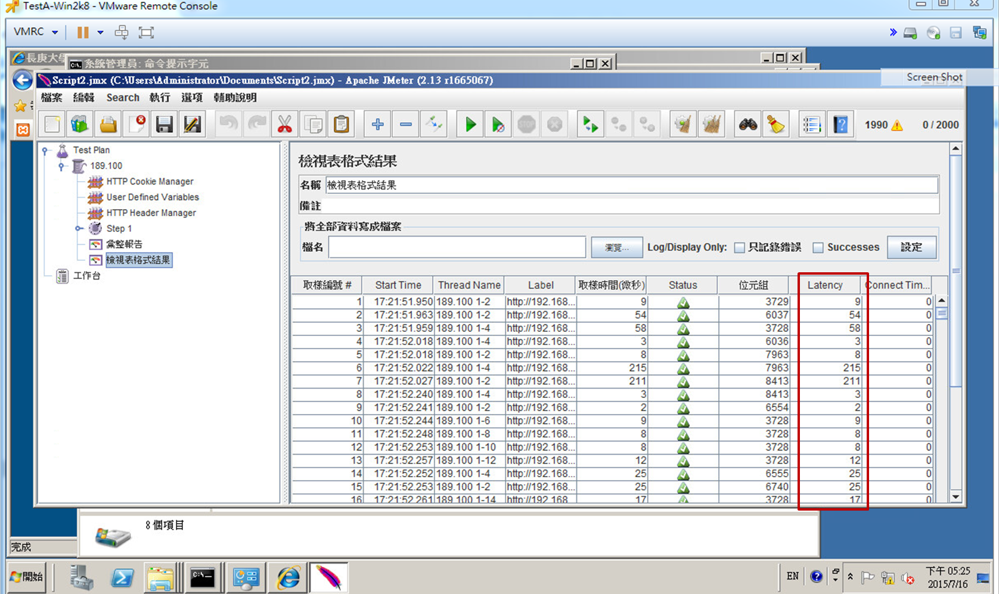 TestA-Win2k8 - VMware Remote Console
VMRC
長庚大學
系統管理員: 命令提示字元
Script2.jmx (C:\Users\Administrator\Documents\Script2.jmx) - Apache JMeter (2.13 r1665067)
Screen Shot
檔案 編輯 Search 執行 選項 輔助說明
STOP
1990 0 / 2000
Test Plan
189.100
HTTP Cookie Manager
User Defined Variables
HTTP Header Manager
Step 1
彙整報告
檢視表格式結果
工作台
檢視表格式結果
名稱 檢視表格式結果
備註
將全部資料寫成檔案
檔名 瀏覽... Log/Display Only: 只記錄錯誤 Successes 設定
取樣編號 # Start Time Thread Name Label 取樣時間(微秒) Status 位元組 Latency Connect Tim...
1 17:21:51.950 189.100 1-2 http://192.168... 9 3729 9 0
2 17:21:51.963 189.100 1-2 http://192.168... 54 6037 54 0
3 17:21:51.959 189.100 1-4 http://192.168... 58 3728 58 0
4 17:21:52.018 189.100 1-4 http://192.168... 3 6036 3 0
5 17:21:52.018 189.100 1-2 http://192.168... 8 7963 8 0
6 17:21:52.022 189.100 1-4 http://192.168... 215 7963 215 0
7 17:21:52.027 189.100 1-2 http://192.168... 211 8413 211 0
8 17:21:52.240 189.100 1-4 http://192.168... 3 8413 3 0
9 17:21:52.241 189.100 1-2 http://192.168... 2 6554 2 0
10 17:21:52.244 189.100 1-6 http://192.168... 9 3728 9 0
11 17:21:52.248 189.100 1-8 http://192.168... 8 3728 8 0
12 17:21:52.253 189.100 1-10 http://192.168... 8 3728 8 0
13 17:21:52.257 189.100 1-12 http://192.168... 12 3728 12 0
14 17:21:52.252 189.100 1-4 http://192.168... 25 6555 25 0
15 17:21:52.253 189.100 1-2 http://192.168... 25 6740 25 0
16 17:21:52.261 189.100 1-14 http://192.168 17 3728 17 0
8 個項目
完成
開始
EN
下午 05:25
2015/7/16